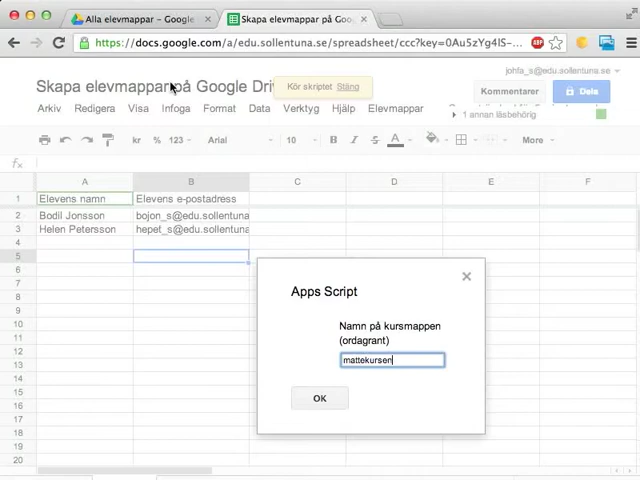 Alla elevmappar – Google
Skapa elevmappar på Goo
https://docs.google.com/a/edu.sollentuna.se/spreadsheet/ccc?key=0Au5zYg4lS-
johfa_s@edu.sollentuna.se
Skapa elevmappar på Google Dri
Kör skriptet Stäng
Kommentarer
Dela
Arkiv Redigera Visa Infoga Format Data Verktyg Hjälp Elevmappar
1 annan läsbehörig
kr % 123 Arial 10 B I S A More
fx
A B C D E F
1 Elevens namn Elevens e-postadress
2 Bodil Jonsson bojon_s@edu.sollentuna
3 Helen Petersson hepet_s@edu.sollentuna
4
5
6
7
8
9
10
11
12
13
14
15
16
17
18
19
20
Apps Script
Namn på kursmappen
(ordagrant)
mattekursen
OK